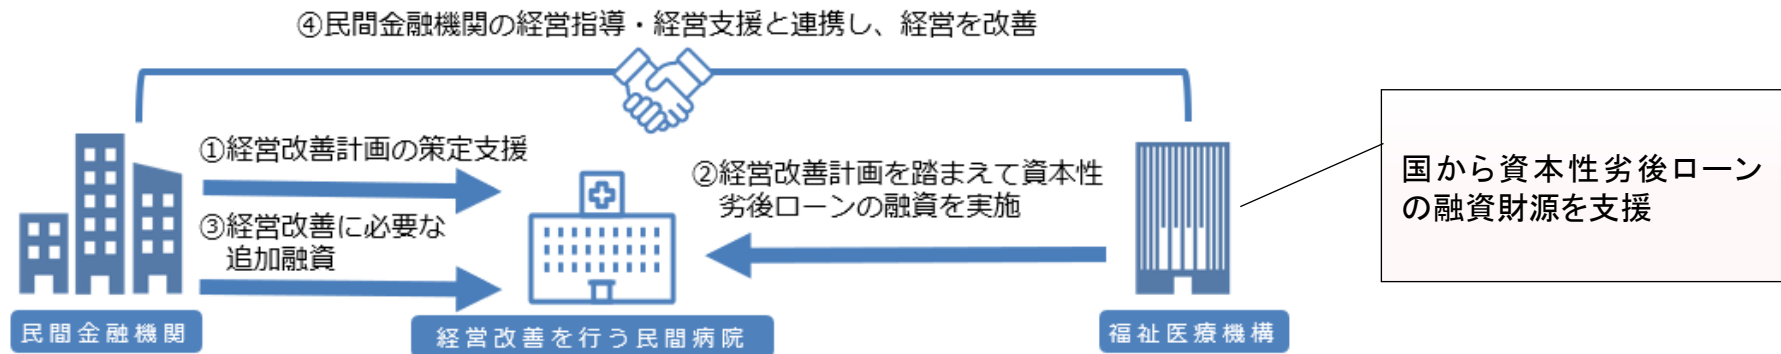 ④民間金融機関の経営指導・経営支援と連携し、経営を改善
①経営改善計画の策定支援
③経営改善に必要な
追加融資
②経営改善計画を踏まえて資本性
劣後ローンの融資を実施
国から資本性劣後ローン
の融資財源を支援
民間金融機関
経営改善を行う民間病院
福祉医療機構